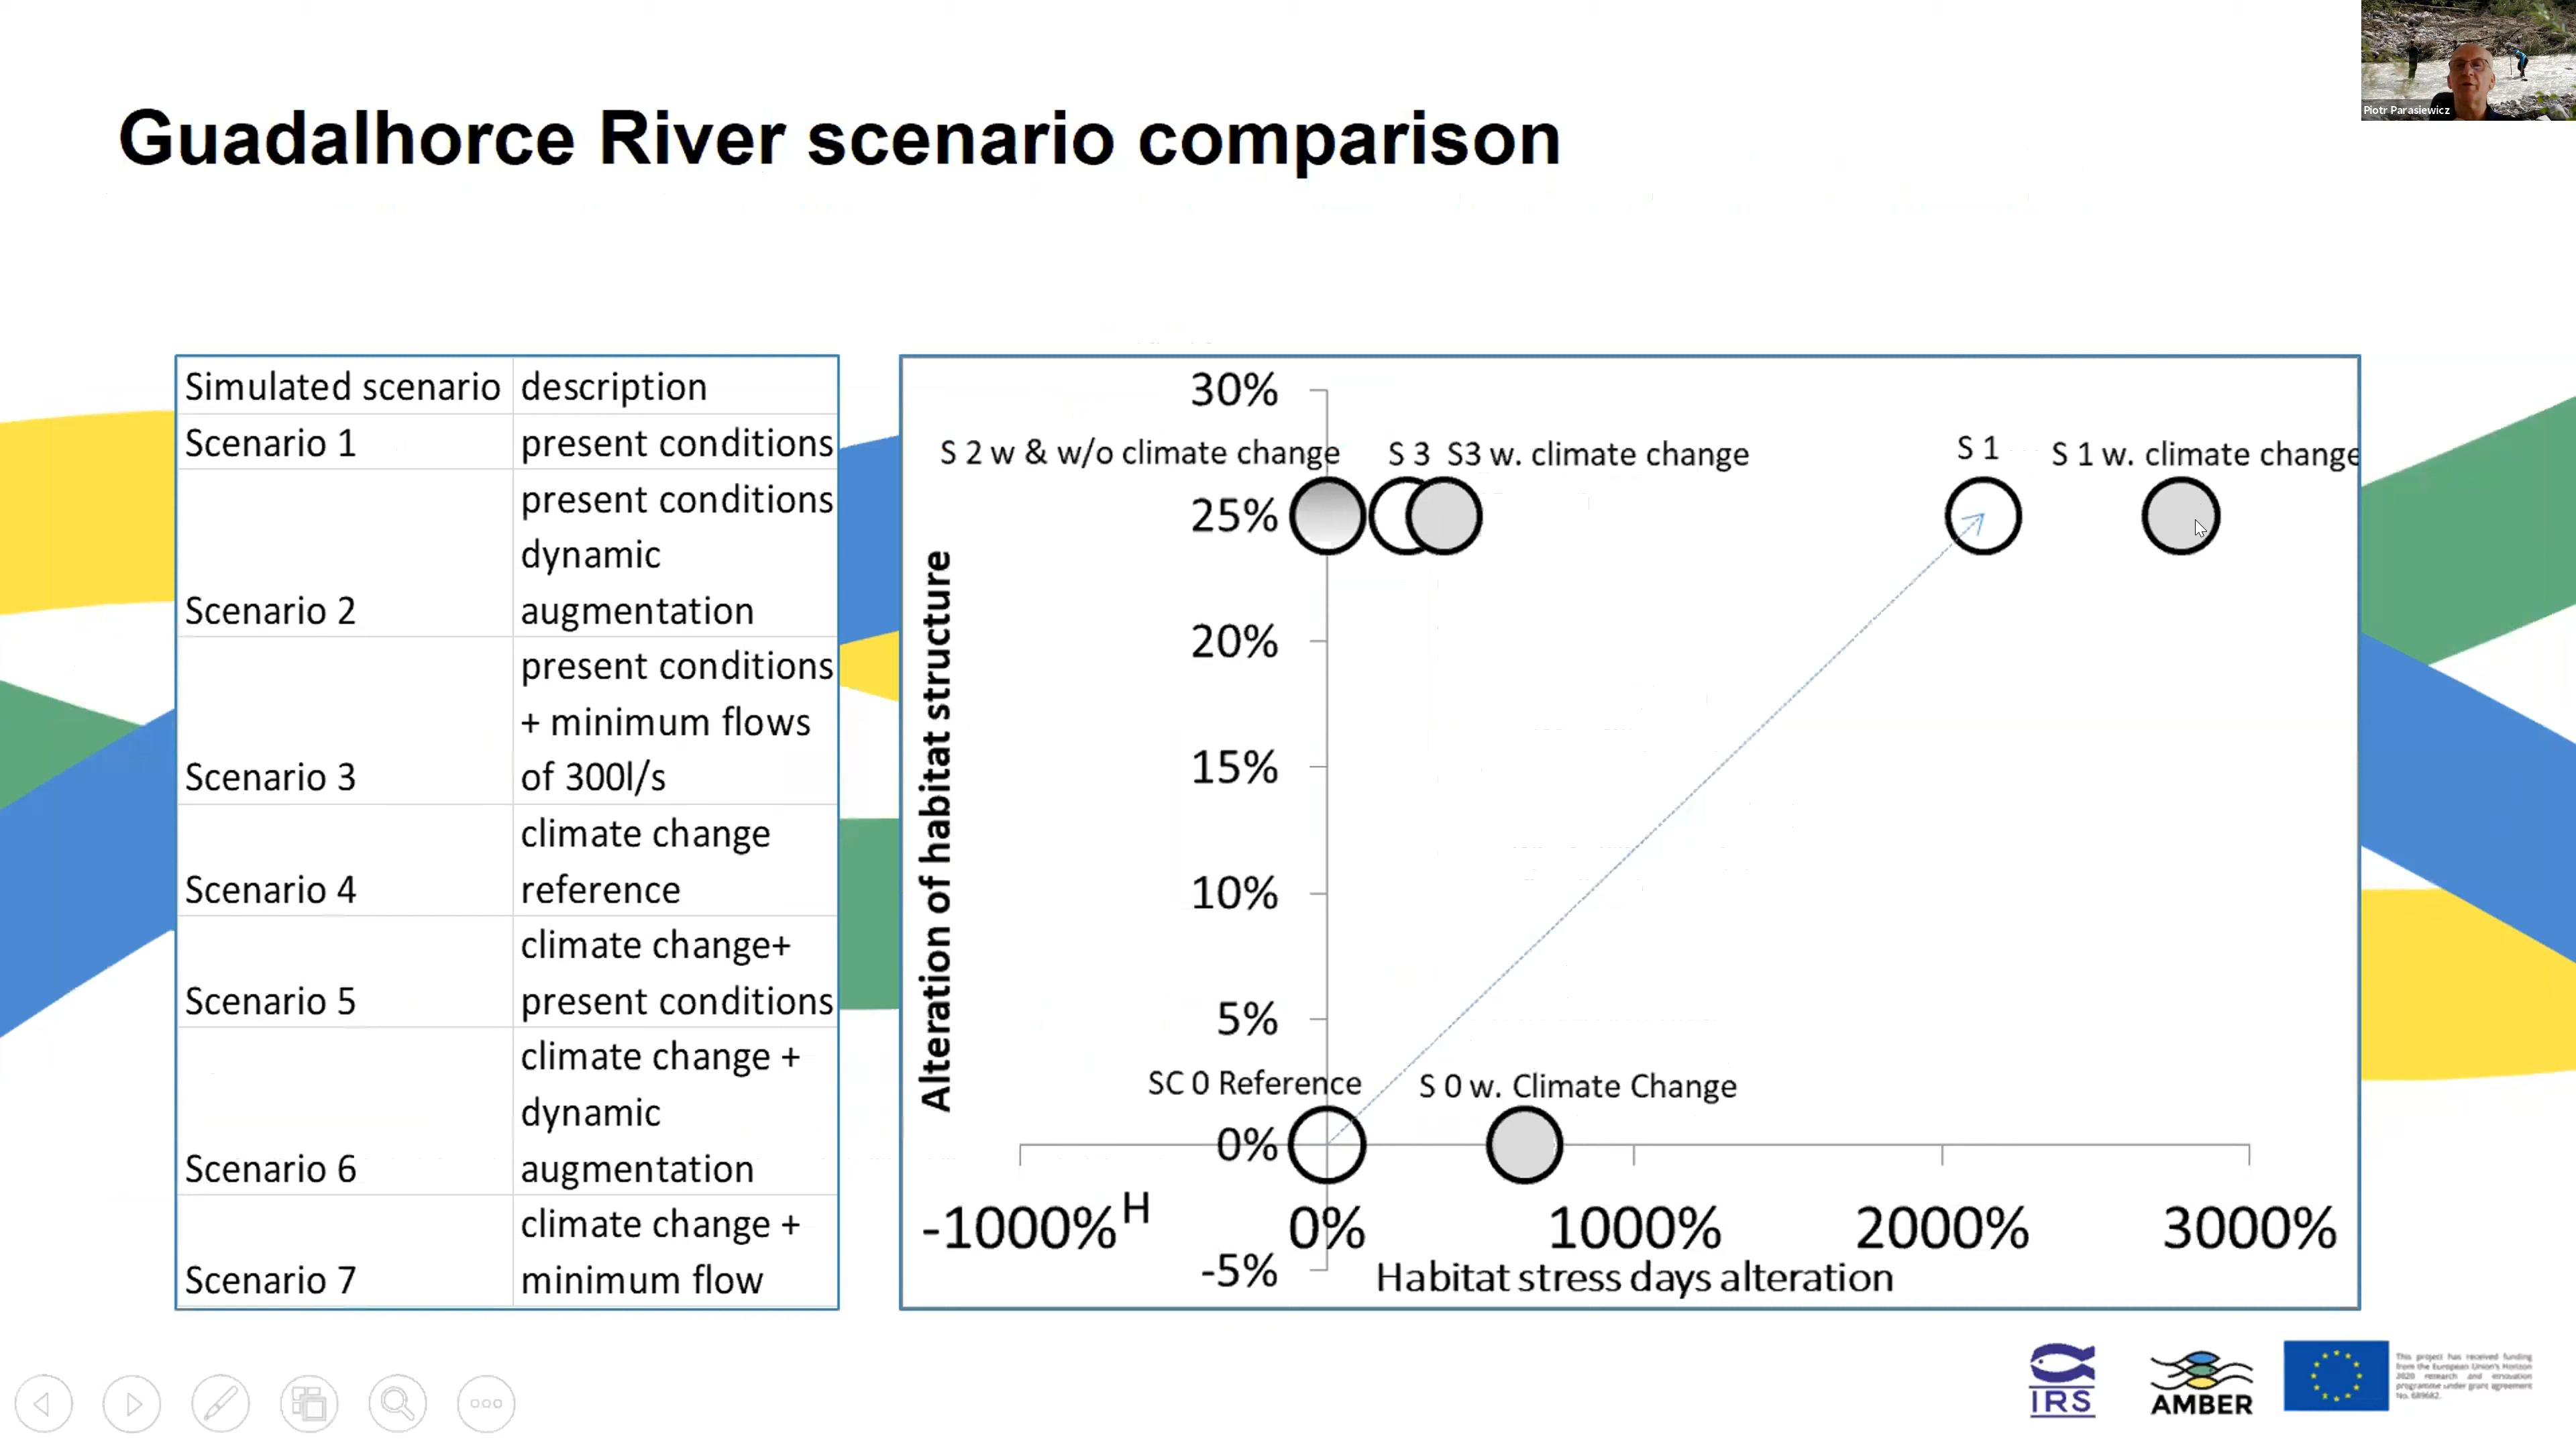 Piotr Parasiewicz
Guadalhorce River scenario comparison
Simulated scenario description
Scenario 1 present conditions
present conditions
dynamic
Scenario 2 augmentation
present conditions
+ minimum flows
Scenario 3 of 300l/s
climate change
Scenario 4 reference
climate change+
Scenario 5 present conditions
climate change +
dynamic
Scenario 6 augmentation
climate change +
Scenario 7 minimum flow
Alteration of habitat structure
30%
S 2 w & w/o climate change S 3 S3 w. climate change S 1 S 1 w. climate change
25%
20%
15%
10%
5%
SC 0 Reference S 0 w. Climate Change
0%
-1000% H 0% 1000% 2000% 3000%
-5%
Habitat stress days alteration
IRS
AMBER
This project has received funding
from the European Union's Horizon
2020 research and innovation
programme under grant agreement
No. 689682.